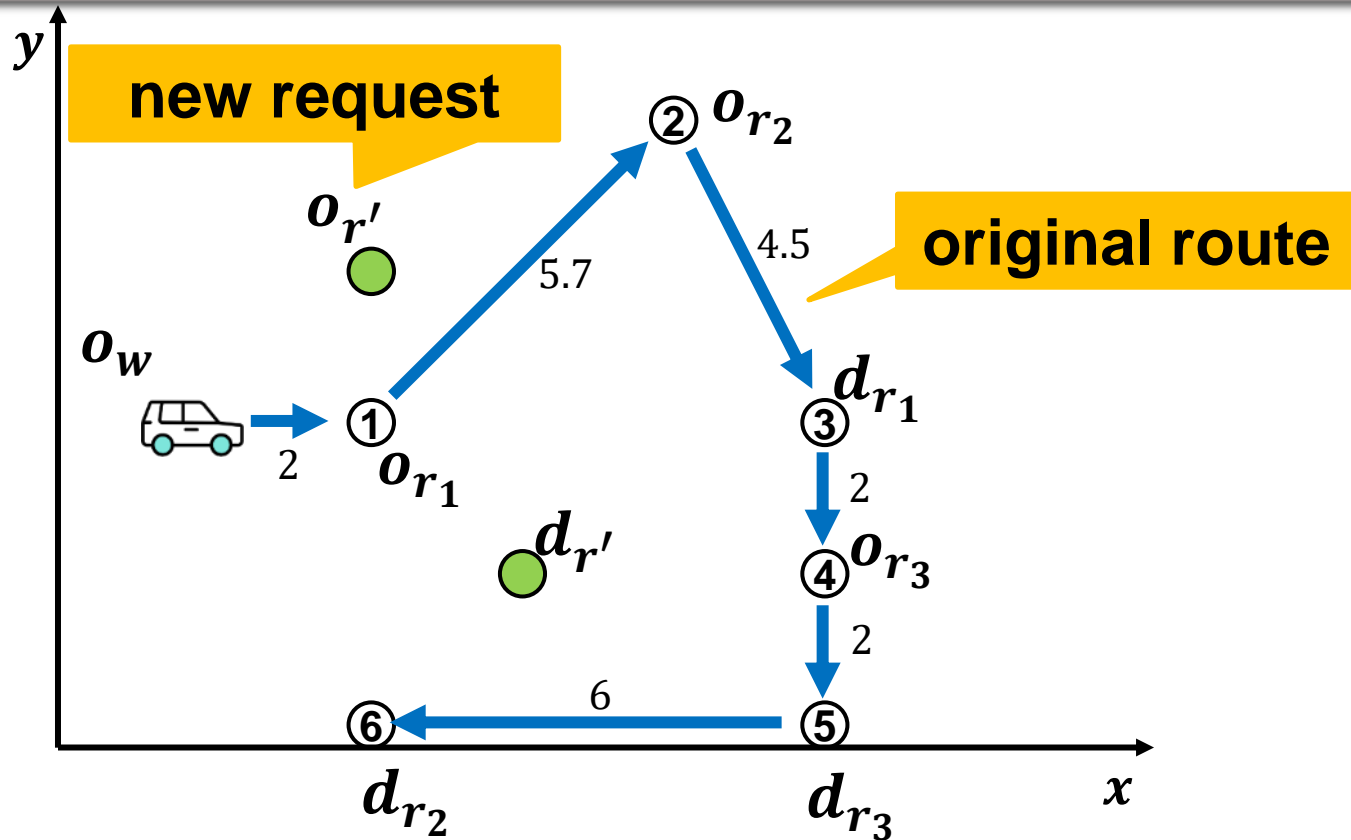 y
new request
② o_{r_2}
o_{r'}
original route
4.5
5.7
o_w
d_{r_1}
① ③
2
o_{r_1}
2
d_{r'}
④ o_{r_3}
2
6
⑥ ⑤
x
d_{r_2} d_{r_3}